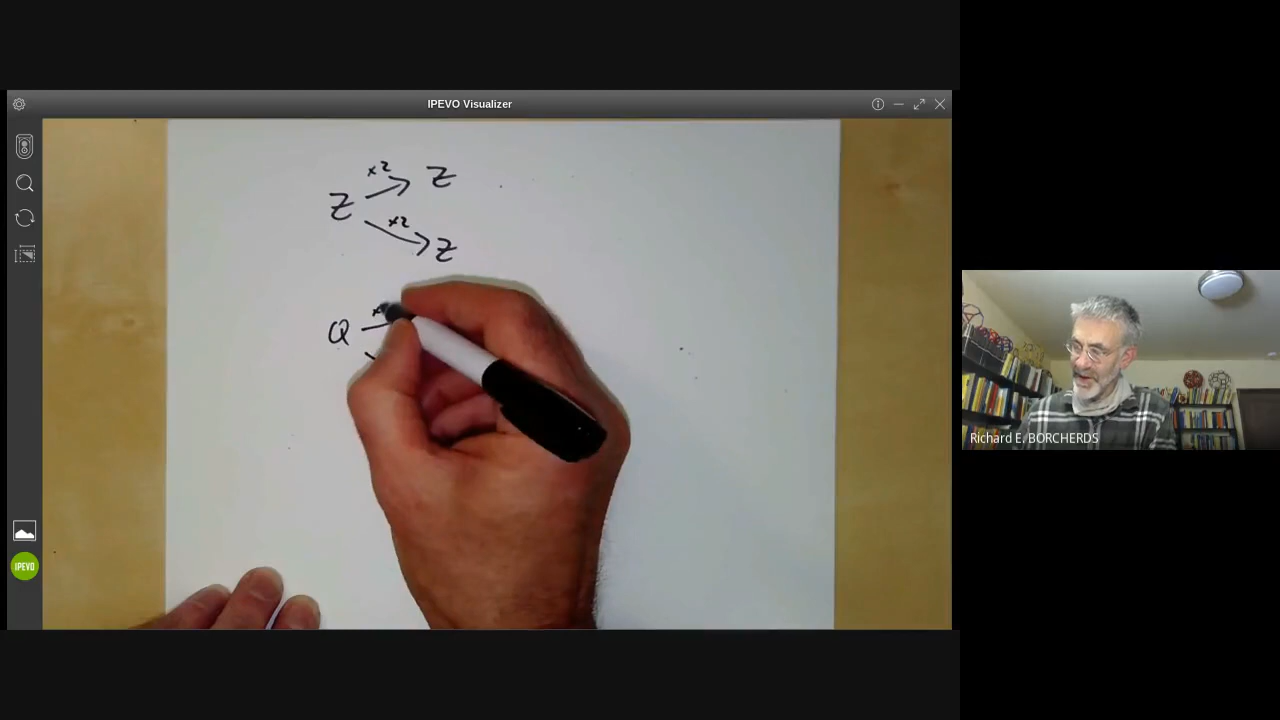 IPEVO Visualizer
×2
Z Z
×2
Z
Q
IPEVO
Richard E. BORCHERDS